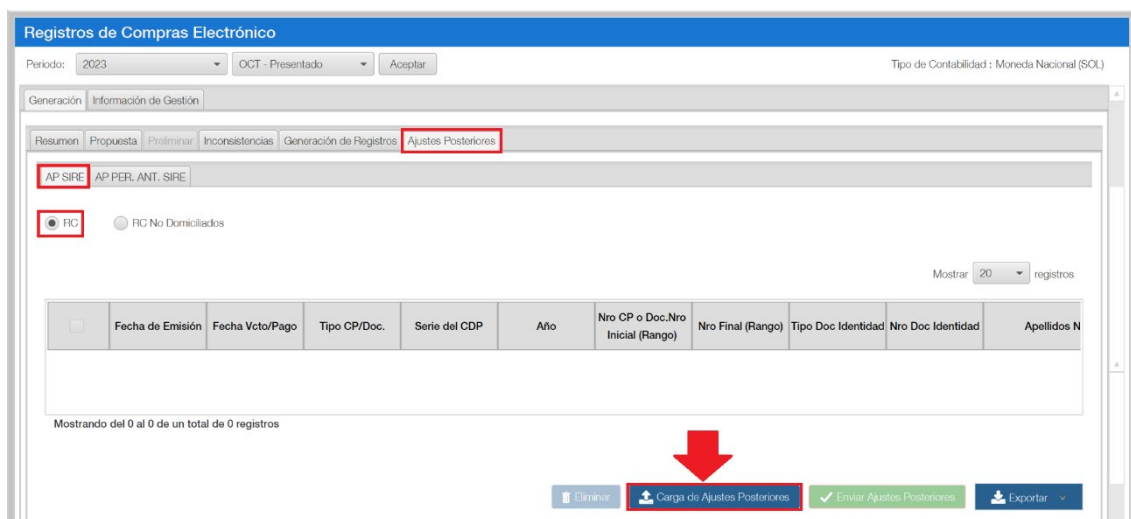 Registros de Compras Electrónico
Periodo: 2023 OCT - Presentado Aceptar Tipo de Contabilidad : Moneda Nacional (SOL)
Generación Información de Gestión
Resumen Propuesta Preliminar Inconsistencias Generación de Registros Ajustes Posteriores
AP SIRE AP PER. ANT. SIRE
RC RC No Domiciliados
Mostrar 20 registros
Fecha de Emisión Fecha Vcto/Pago Tipo CP/Doc. Serie del CDP Año Nro CP o Doc.Nro Nro Final (Rango) Tipo Doc Identidad Nro Doc Identidad Apellidos N
Inicial (Rango)
Mostrando del 0 al 0 de un total de 0 registros
Eliminar Carga de Ajustes Posteriores Enviar Ajustes Posteriores Exportar